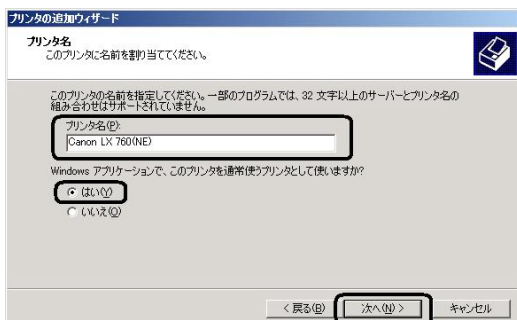 プリンタの追加ウィザード
プリンタ名
このプリンタに名前を割り当ててください。
このプリンタの名前を指定してください。一部のプログラムでは、32 文字以上のサーバーとプリンタ名の
組み合わせはサポートされていません。
プリンタ名(P):
Canon LX 760(NE)
Windows アプリケーションで、このプリンタを通常使うプリンタとして使いますか?
はい(Y)
いいえ(O)
< 戻る(B)
次へ(N) >
キャンセル